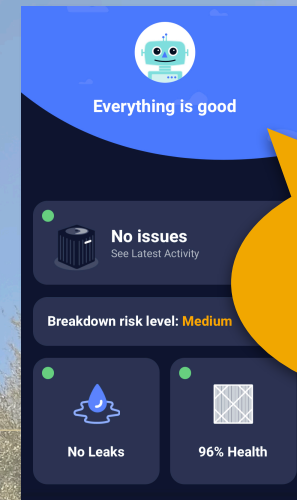 Everything is good
No issues
See Latest Activity
Breakdown risk level: Medium
No Leaks
96% Health